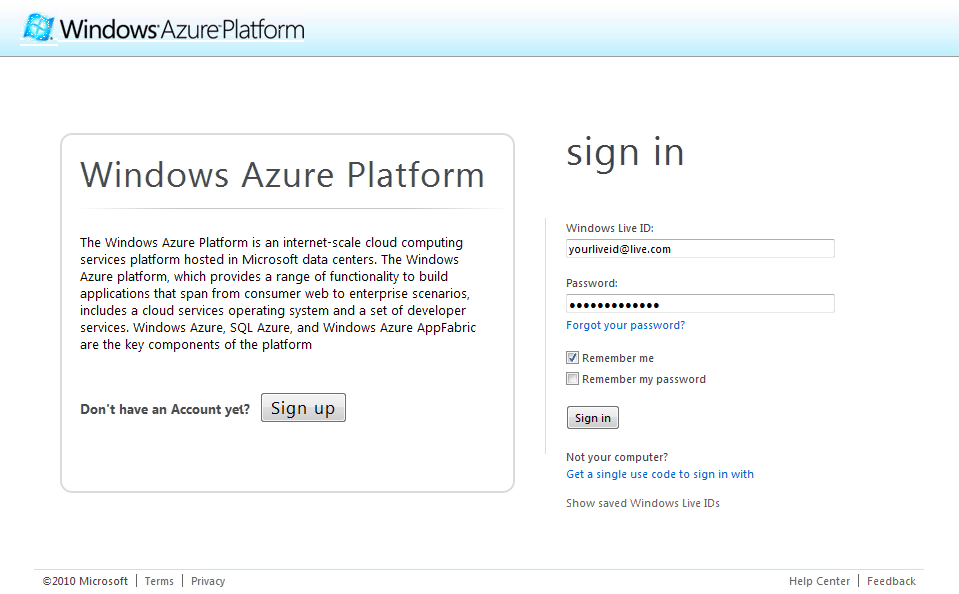 Windows Azure Platform
Windows Azure Platform
The Windows Azure Platform is an internet-scale cloud computing
services platform hosted in Microsoft data centers. The Windows
Azure platform, which provides a range of functionality to build
applications that span from consumer web to enterprise scenarios,
includes a cloud services operating system and a set of developer
services. Windows Azure, SQL Azure, and Windows Azure AppFabric
are the key components of the platform
Don't have an Account yet? Sign up
sign in
Windows Live ID:
yourliveid@live.com
Password:
•••••••••••••
Forgot your password?
Remember me
Remember my password
Sign in
Not your computer?
Get a single use code to sign in with
Show saved Windows Live IDs
©2010 Microsoft | Terms | Privacy
Help Center | Feedback